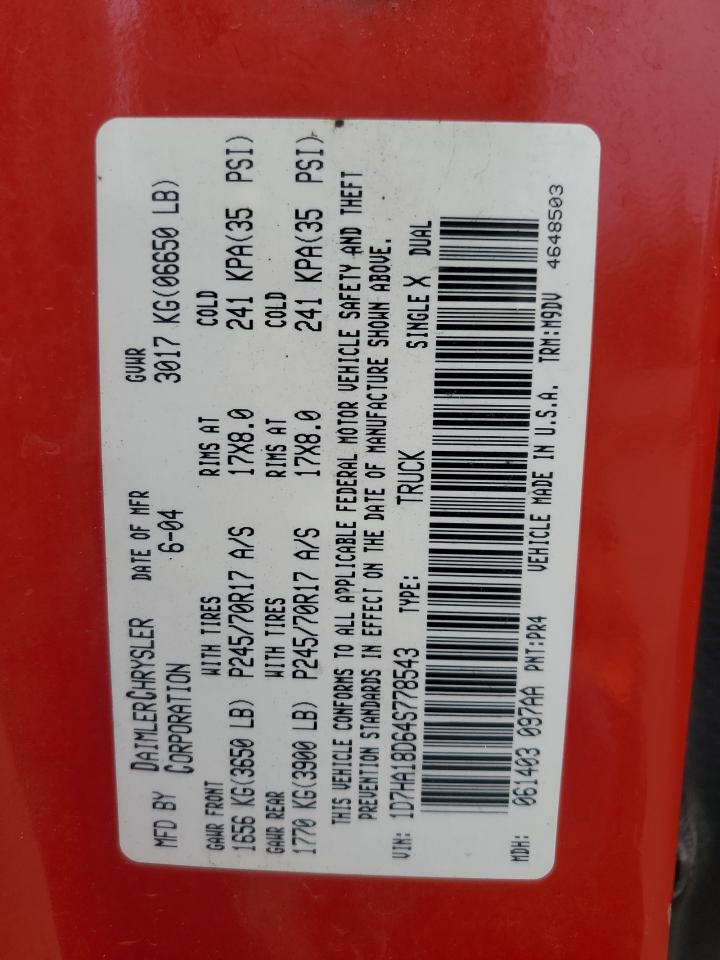 MFD BY DAIMLERCHRYSLER CORPORATION DATE OF MFR 6-04 GVWR 3017 KG(06650 LB)
GAWR FRONT WITH TIRES RIMS AT COLD
1656 KG(3650 LB) P245/70R17 A/S 17X8.0 241 KPA(35 PSI)
GAWR REAR WITH TIRES RIMS AT COLD
1770 KG(3900 LB) P245/70R17 A/S 17X8.0 241 KPA(35 PSI)
THIS VEHICLE CONFORMS TO ALL APPLICABLE FEDERAL MOTOR VEHICLE SAFETY AND THEFT
PREVENTION STANDARDS IN EFFECT ON THE DATE OF MANUFACTURE SHOWN ABOVE.
VIN: 1D7HA18D64S778543 TYPE: TRUCK SINGLE X DUAL
MDH: 061403 097AA PNT:PR4 VEHICLE MADE IN U.S.A. TRM:M9DV 4648503